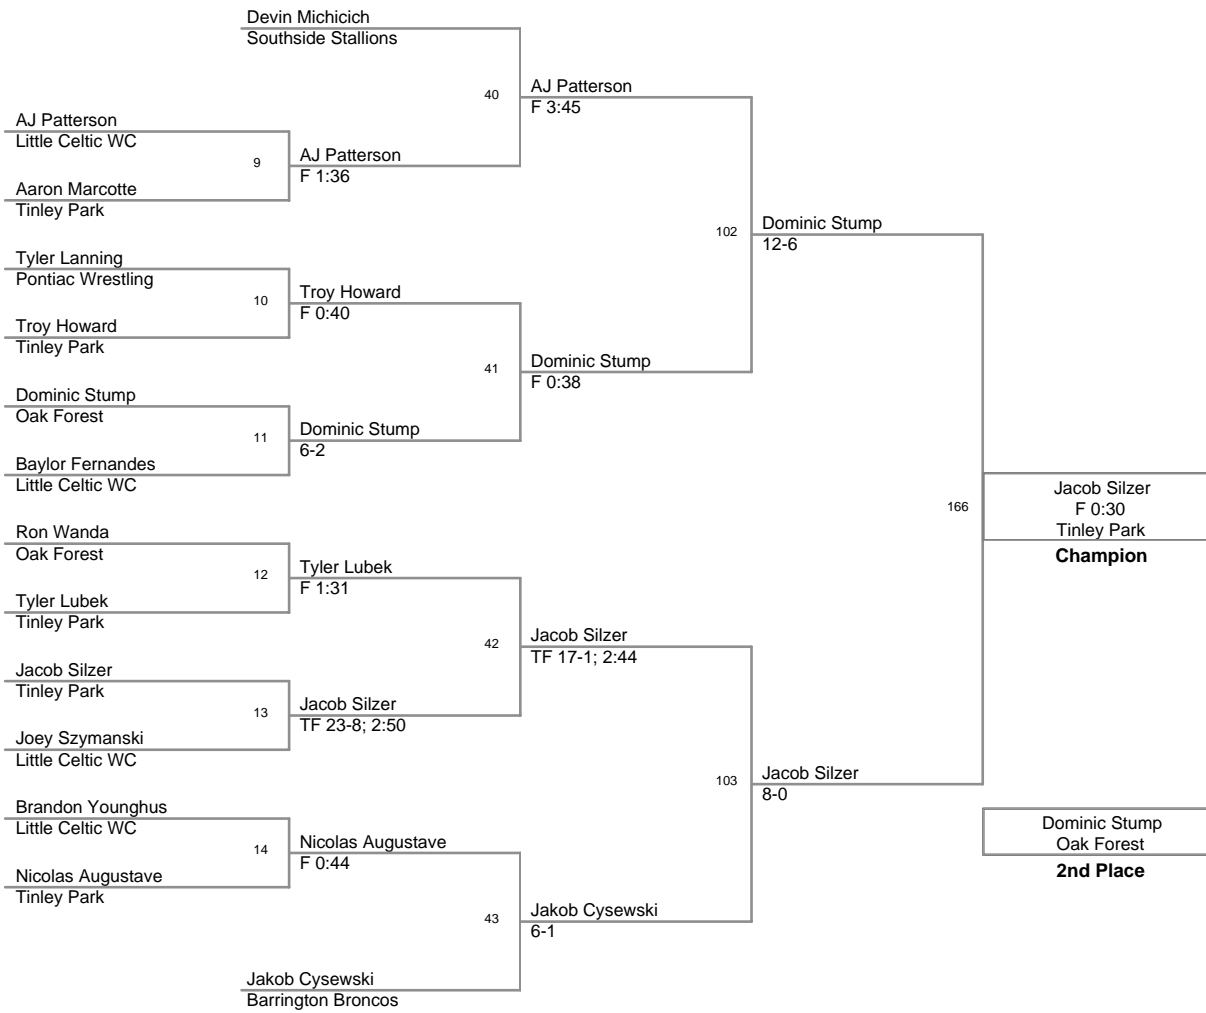 Devin Michicich
Southside Stallions
40
AJ Patterson
F 3:45
AJ Patterson
Little Celtic WC
9
AJ Patterson
F 1:36
Aaron Marcotte
Tinley Park
102
Dominic Stump
12-6
Tyler Lanning
Pontiac Wrestling
10
Troy Howard
F 0:40
Troy Howard
Tinley Park
41
Dominic Stump
F 0:38
Dominic Stump
Oak Forest
11
Dominic Stump
6-2
Baylor Fernandes
Little Celtic WC
166
Jacob Silzer
F 0:30
Tinley Park
Champion
Ron Wanda
Oak Forest
12
Tyler Lubek
F 1:31
Tyler Lubek
Tinley Park
42
Jacob Silzer
TF 17-1; 2:44
Jacob Silzer
Tinley Park
13
Jacob Silzer
TF 23-8; 2:50
Joey Szymanski
Little Celtic WC
103
Jacob Silzer
8-0
Brandon Younghus
Little Celtic WC
14
Nicolas Augustave
F 0:44
Nicolas Augustave
Tinley Park
Dominic Stump
Oak Forest
2nd Place
43
Jakob Cysewski
6-1
Jakob Cysewski
Barrington Broncos